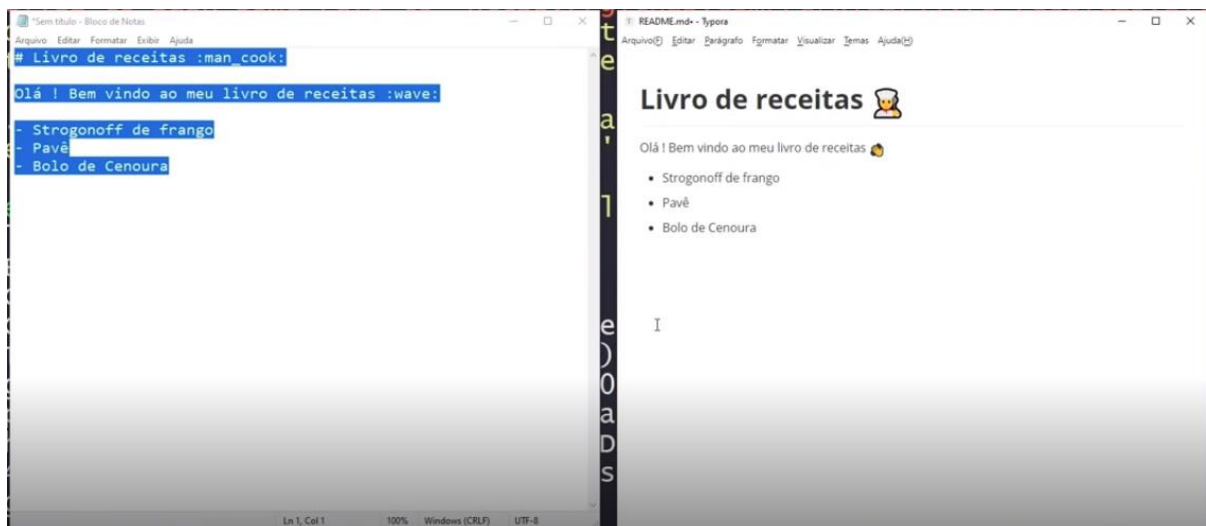 *Sem título - Bloco de Notas
Arquivo Editar Formatar Exibir Ajuda
# Livro de receitas :man_cook:
Olá ! Bem vindo ao meu livro de receitas :wave:
- Strogonoff de frango
- Pavê
- Bolo de Cenoura
Ln 1, Col 1 100% Windows (CRLF) UTF-8
t
e
a
'
l
e
)
0
a
D
s
README.md• - Typora
Arquivo(F) Editar Parágrafo Formatar Visualizar Temas Ajuda(H)
Livro de receitas
Olá ! Bem vindo ao meu livro de receitas
• Strogonoff de frango
• Pavê
• Bolo de Cenoura